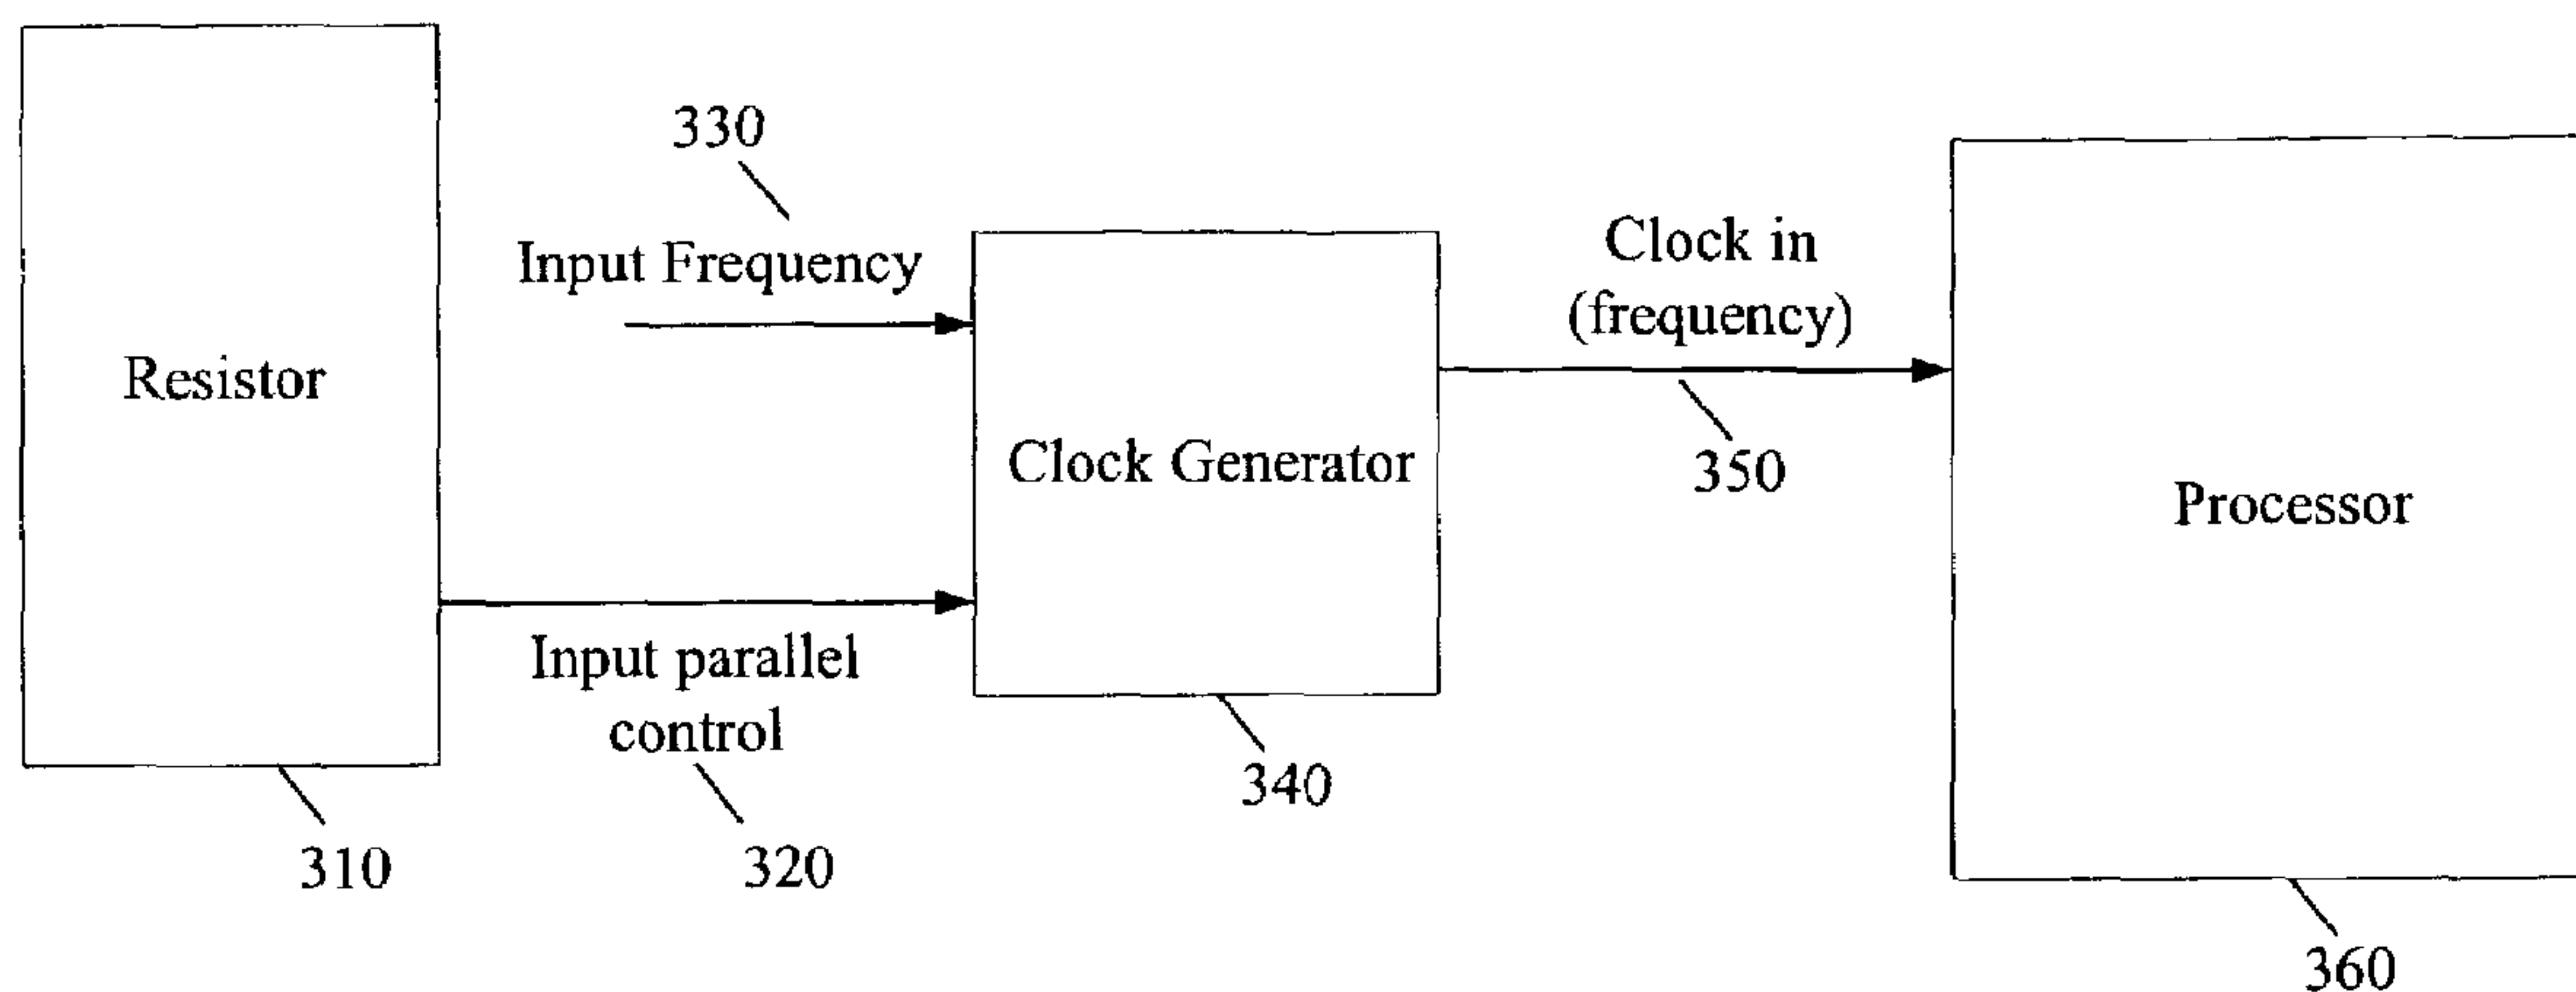 330
Input Frequency
Clock in
(frequency)
Resistor
Clock Generator
350
Processor
Input parallel
control
340
310
320
360